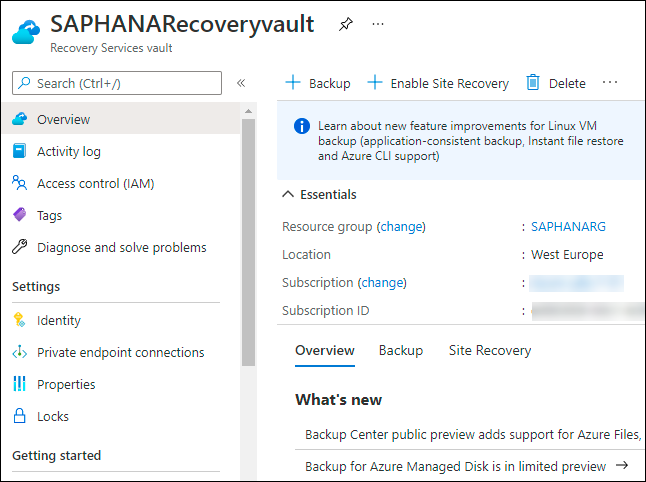 SAPHANARecoveryvault
Recovery Services vault
Search (Ctrl+/)
Overview
Activity log
Access control (IAM)
Tags
Diagnose and solve problems
Settings
Identity
Private endpoint connections
Properties
Locks
Getting started
Backup
Enable Site Recovery
Delete
Learn about new feature improvements for Linux VM
backup (application-consistent backup, Instant file restore
and Azure CLI support)
Essentials
Resource group (change) : SAPHANARG
Location : West Europe
Subscription (change) :
Subscription ID :
Overview Backup Site Recovery
What's new
Backup Center public preview adds support for Azure Files,
Backup for Azure Managed Disk is in limited preview →